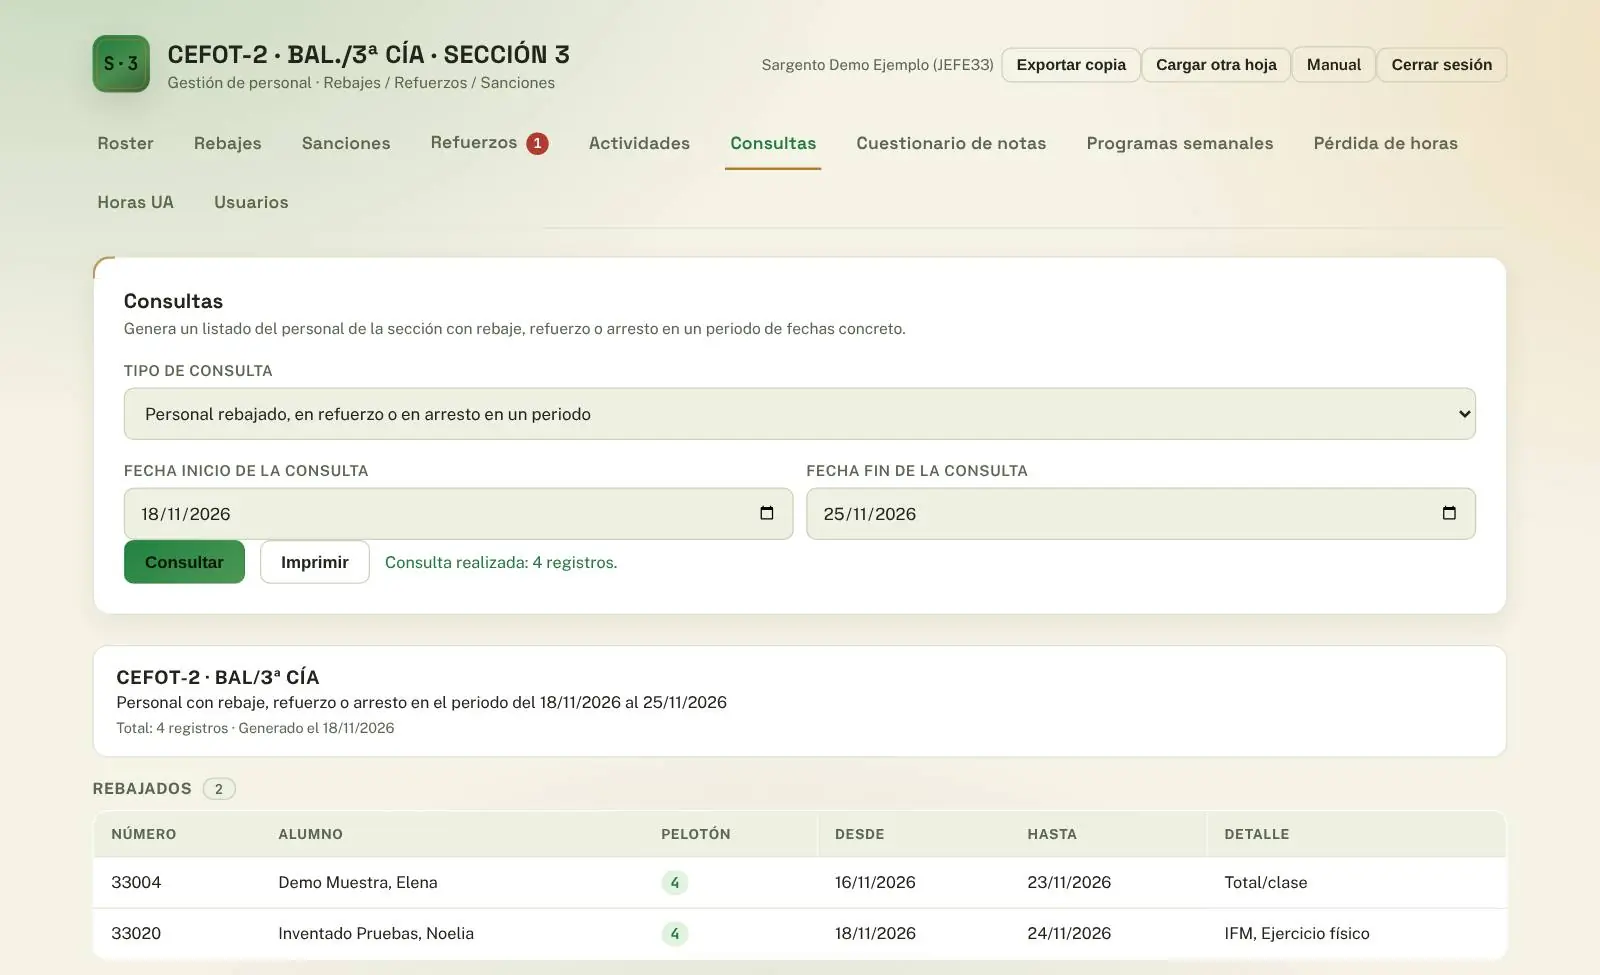 S·3
CEFOT-2 · BAL./3ª CÍA · SECCIÓN 3
Gestión de personal · Rebajes / Refuerzos / Sanciones
Sargento Demo Ejemplo (JEFE33)
Exportar copia
Cargar otra hoja
Manual
Cerrar sesión
Roster
Rebajes
Sanciones
Refuerzos 1
Actividades
Consultas
Cuestionario de notas
Programas semanales
Pérdida de horas
Horas UA
Usuarios
Consultas
Genera un listado del personal de la sección con rebaje, refuerzo o arresto en un periodo de fechas concreto.
TIPO DE CONSULTA
Personal rebajado, en refuerzo o en arresto en un periodo
FECHA INICIO DE LA CONSULTA
18/11/2026
FECHA FIN DE LA CONSULTA
25/11/2026
Consultar
Imprimir
Consulta realizada: 4 registros.
CEFOT-2 · BAL/3ª CÍA
Personal con rebaje, refuerzo o arresto en el periodo del 18/11/2026 al 25/11/2026
Total: 4 registros · Generado el 18/11/2026
REBAJADOS 2
NÚMERO ALUMNO PELOTÓN DESDE HASTA DETALLE
33004 Demo Muestra, Elena 4 16/11/2026 23/11/2026 Total/clase
33020 Inventado Pruebas, Noelia 4 18/11/2026 24/11/2026 IFM, Ejercicio físico